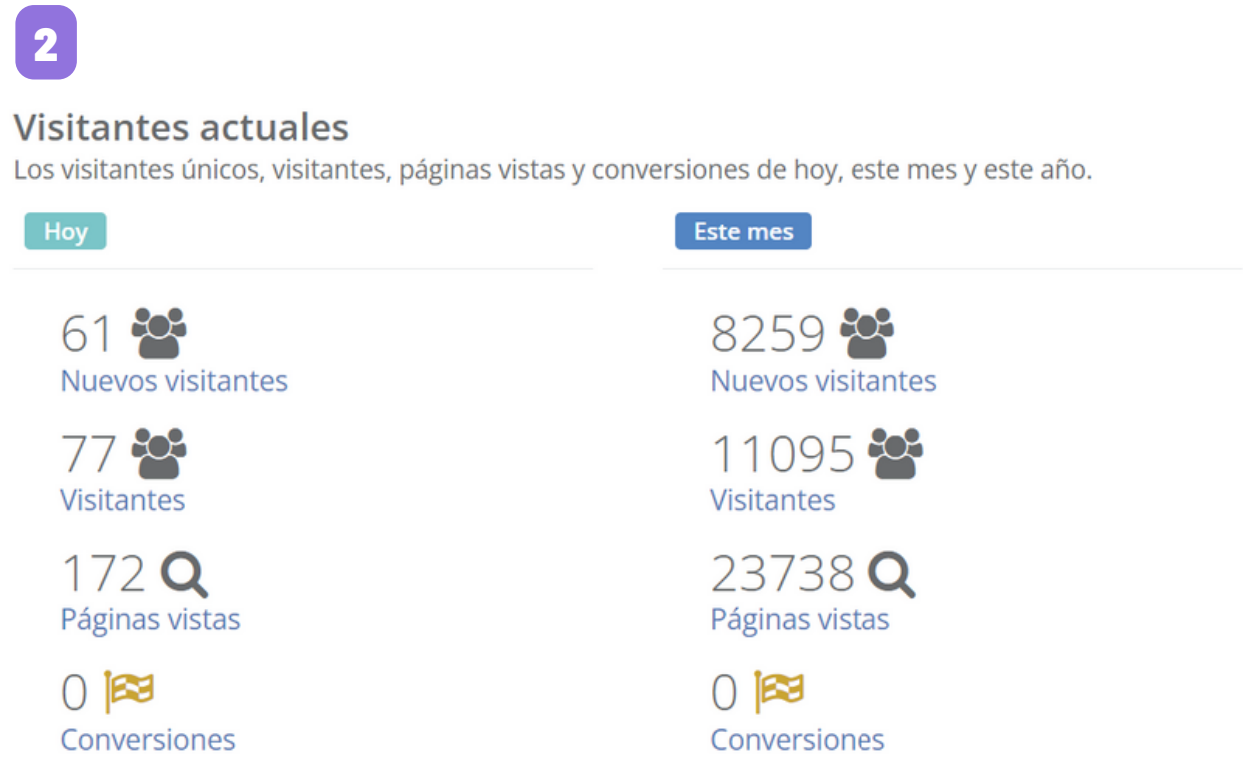 2
Visitantes actuales
Los visitantes únicos, visitantes, páginas vistas y conversiones de hoy, este mes y este año.
Hoy
61
Nuevos visitantes
77
Visitantes
172
Páginas vistas
0
Conversiones
Este mes
8259
Nuevos visitantes
11095
Visitantes
23738
Páginas vistas
0
Conversiones